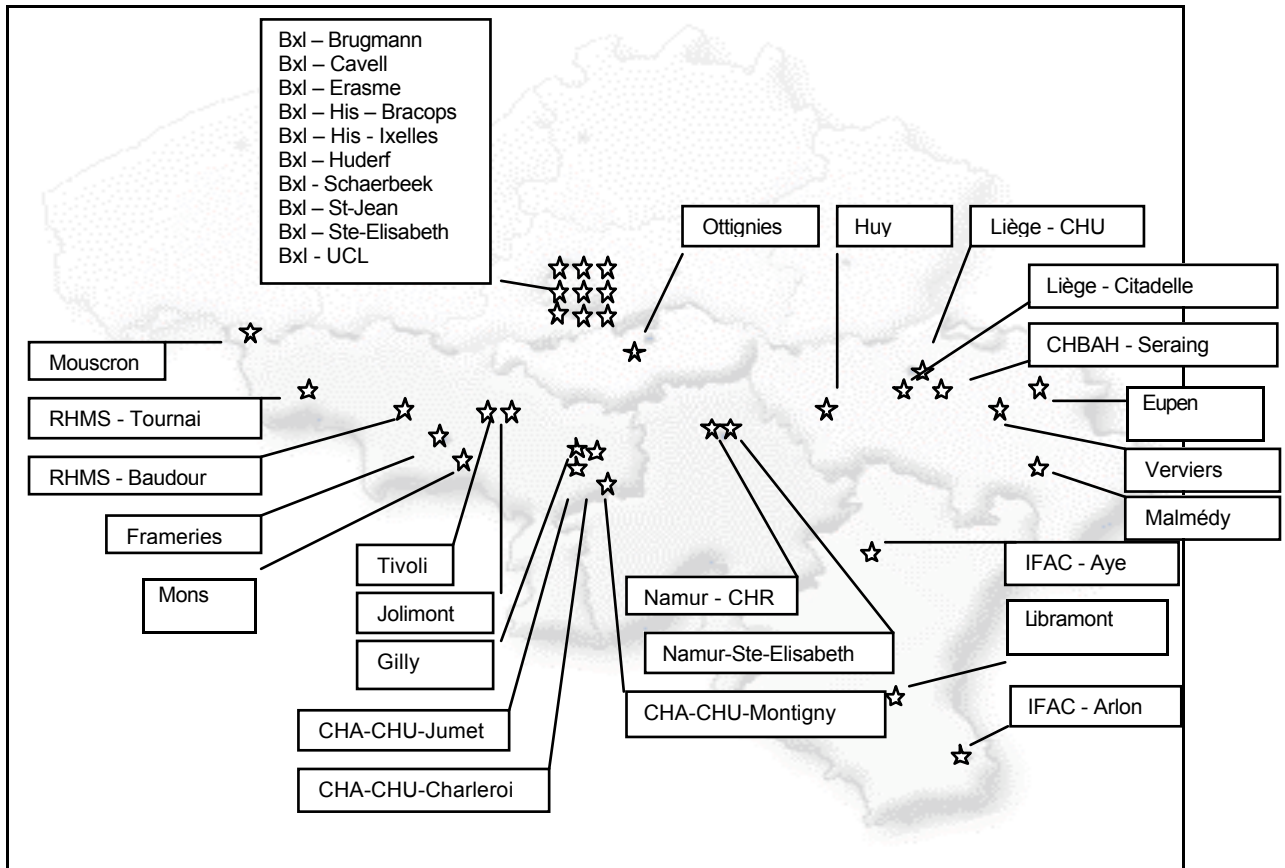 Bxl – Brugmann
Bxl – Cavell
Bxl – Erasme
Bxl – His – Bracops
Bxl – His - Ixelles
Bxl – Huderf
Bxl - Schaerbeek
Bxl – St-Jean
Bxl – Ste-Elisabeth
Bxl - UCL
Ottignies
Huy
Liège - CHU
Liège - Citadelle
CHBAH - Seraing
Mouscron
Eupen
RHMS - Tournai
Verviers
RHMS - Baudour
Malmédy
Frameries
Tivoli
IFAC - Aye
Mons
Namur - CHR
Jolimont
Libramont
Gilly
Namur-Ste-Elisabeth
CHA-CHU-Montigny
IFAC - Arlon
CHA-CHU-Jumet
CHA-CHU-Charleroi